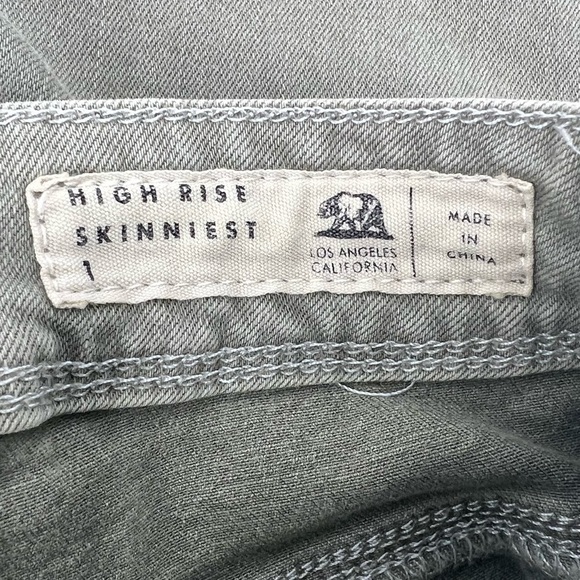 HIGH RISE
SKINNIEST
1
LOS ANGELES
CALIFORNIA
MADE
IN
CHINA